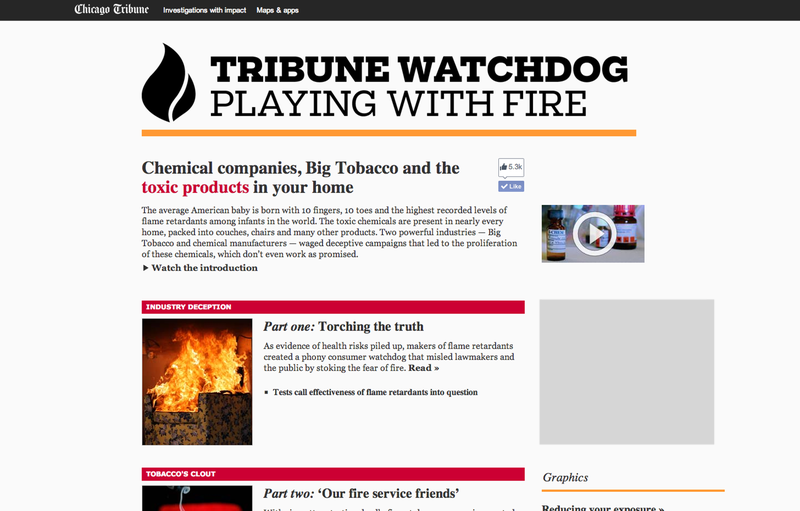 Chicago Tribune
Investigations with impact
Maps & apps
TRIBUNE WATCHDOG
PLAYING WITH FIRE
Chemical companies, Big Tobacco and the
toxic products in your home
5.3k
Like
The average American baby is born with 10 fingers, 10 toes and the highest recorded levels of
flame retardants among infants in the world. The toxic chemicals are present in nearly every
home, packed into couches, chairs and many other products. Two powerful industries — Big
Tobacco and chemical manufacturers — waged deceptive campaigns that led to the proliferation
of these chemicals, which don't even work as promised.
Watch the introduction
INDUSTRY DECEPTION
Part one: Torching the truth
As evidence of health risks piled up, makers of flame retardants
created a phony consumer watchdog that misled lawmakers and
the public by stoking the fear of fire. Read »
Tests call effectiveness of flame retardants into question
TOBACCO'S CLOUT
Part two: ‘Our fire service friends’
Graphics
Reducing your exposure »